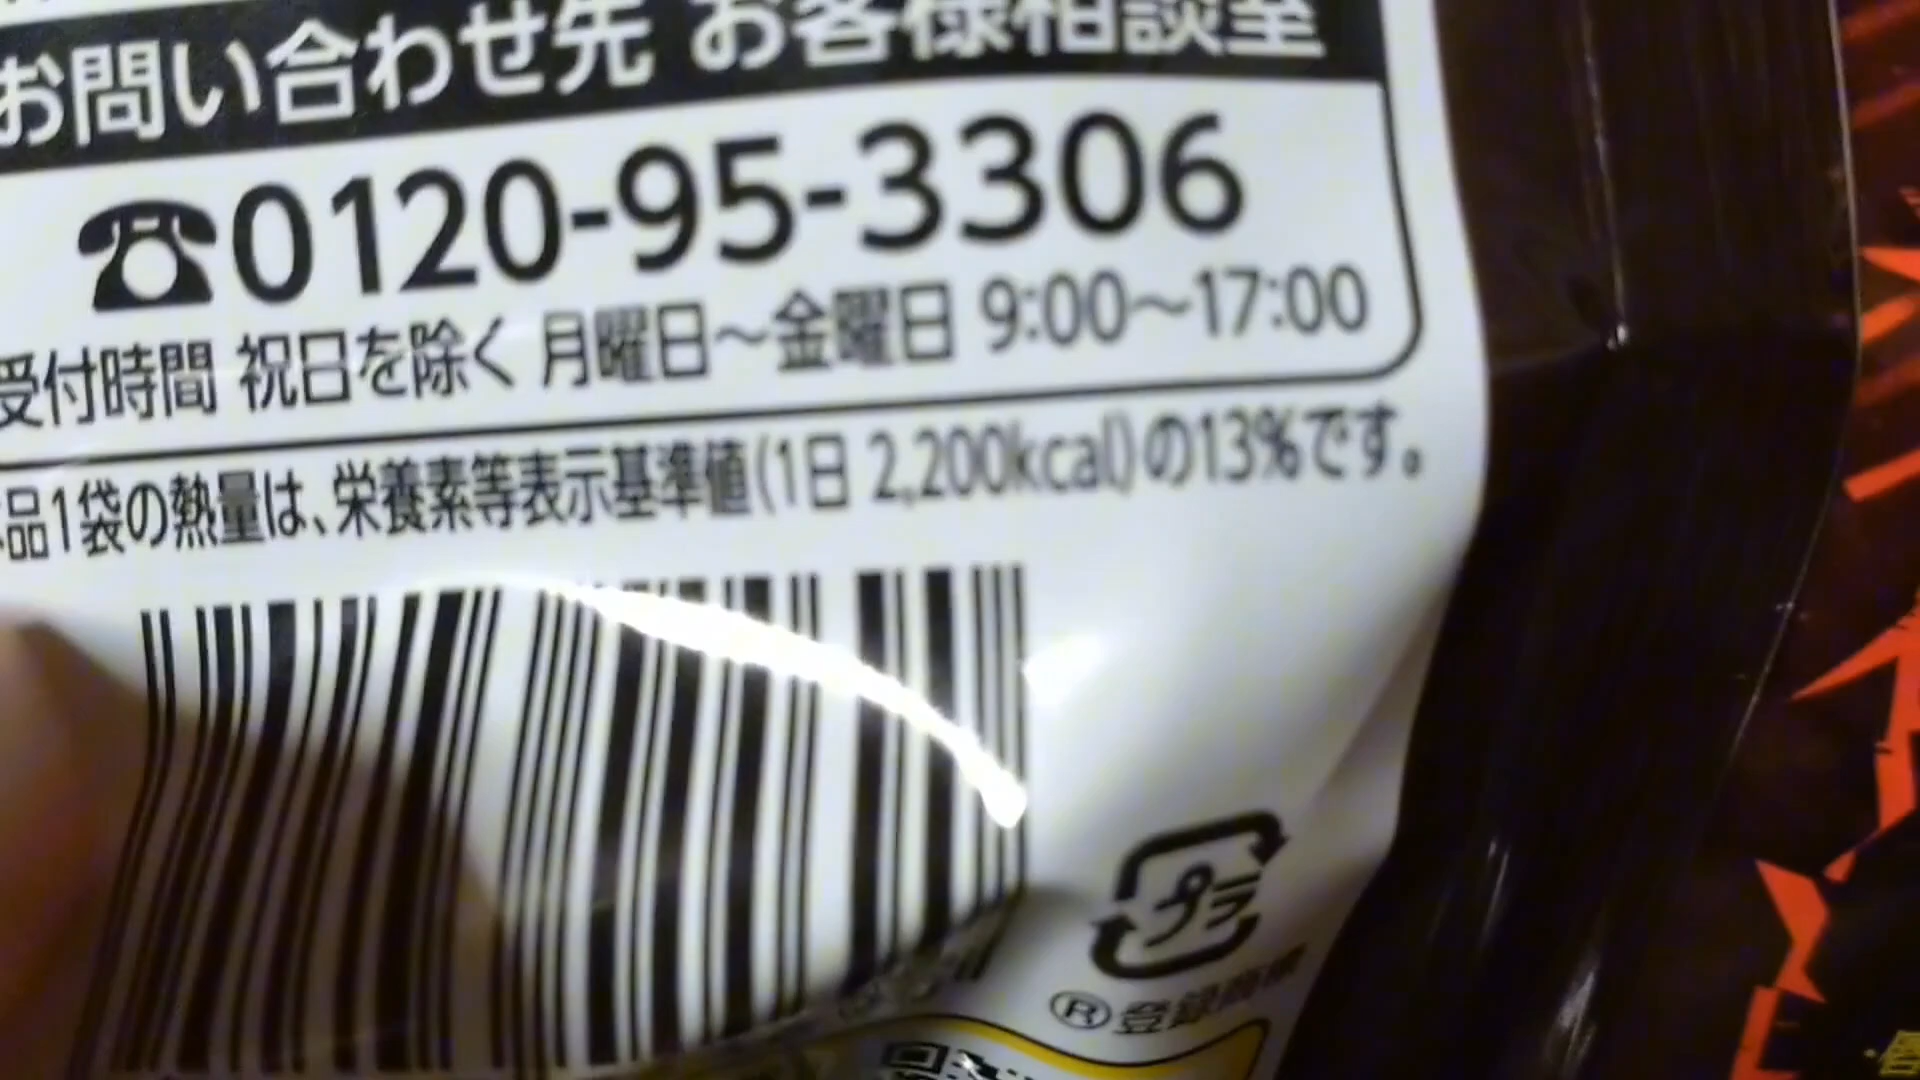 お問い合わせ先 お客様相談室
☎0120-95-3306
受付時間 祝日を除く 月曜日～金曜日 9:00～17:00
品1袋の熱量は、栄養素等表示基準値(1日 2,200kcal)の13%です。
プラ
®登録商標